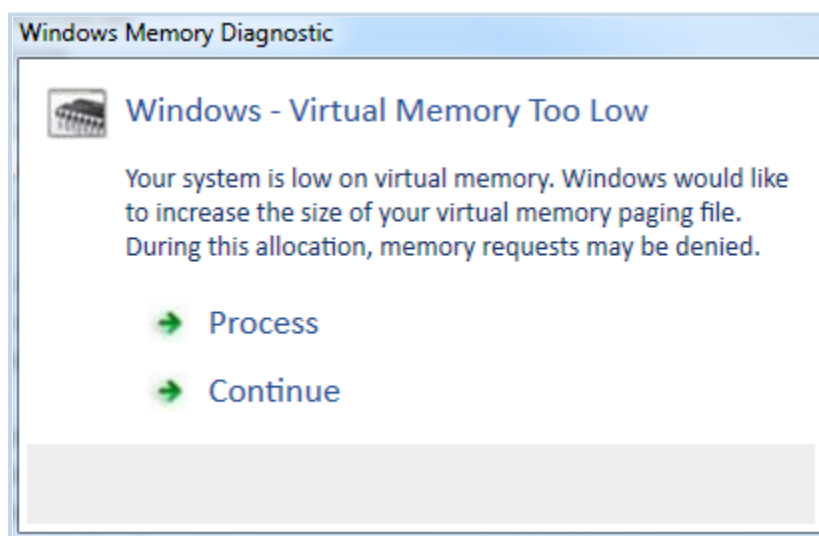 Windows Memory Diagnostic
Windows - Virtual Memory Too Low
Your system is low on virtual memory. Windows would like
to increase the size of your virtual memory paging file.
During this allocation, memory requests may be denied.
Process
Continue